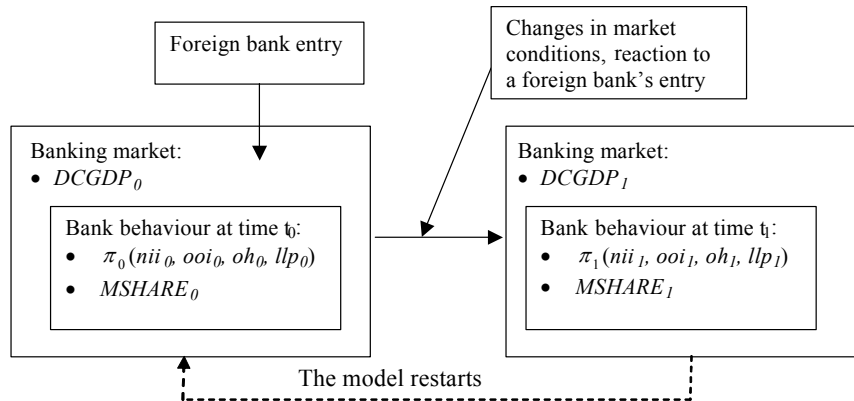 Foreign bank entry
Changes in market
conditions, reaction to
a foreign bank's entry
Banking market:
• DCGDP₀
Bank behaviour at time t₀:
• π₀(nii₀, ooi₀, oh₀, llp₀)
• MSHARE₀
Banking market:
• DCGDP₁
Bank behaviour at time t₁:
• π₁(nii₁, ooi₁, oh₁, llp₁)
• MSHARE₁
The model restarts